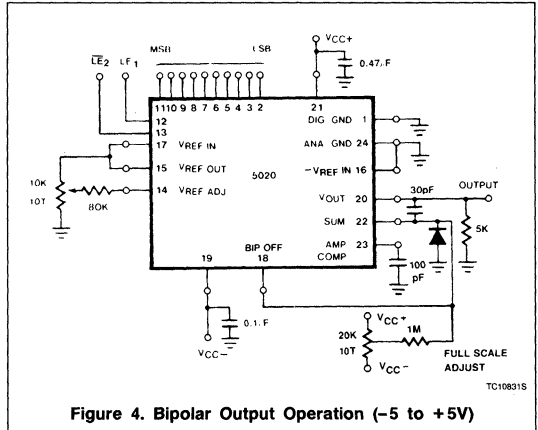 VCC+
MSB LSB
LE2 LF1
0.47µF
11 10 9 8 7 6 5 4 3 2
21
12
13
DIG GND 1
17 VREF IN
ANA GND 24
15 VREF OUT
5020
-VREF IN 16
10K
10T
80K
14 VREF ADJ
30pF
OUTPUT
VOUT 20
SUM 22
5K
BIP OFF
AMP COMP 23
19
18
100 pF
0.1µF
VCC-
VCC+
20K
10T
1M
VCC-
FULL SCALE
ADJUST
TC10831S
Figure 4. Bipolar Output Operation (-5 to +5V)